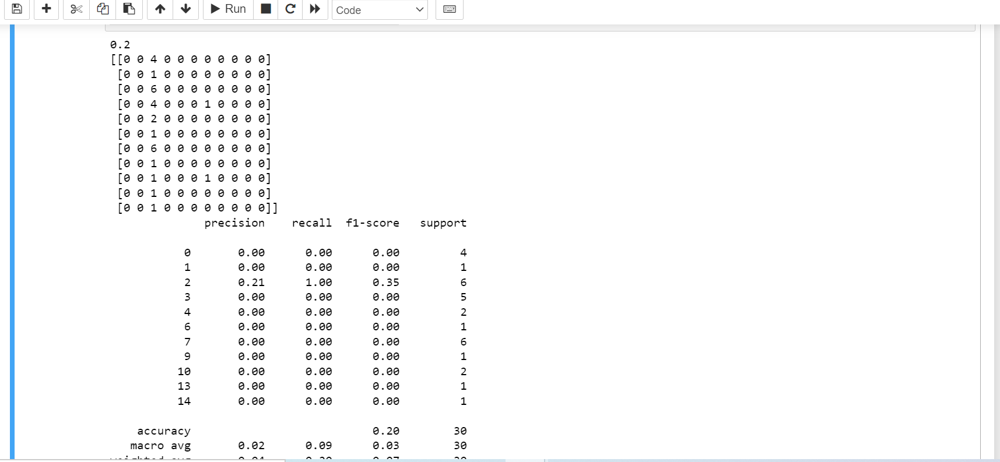 Run Code
0.2
[[0 0 4 0 0 0 0 0 0 0 0]
[0 0 1 0 0 0 0 0 0 0 0]
[0 0 6 0 0 0 0 0 0 0 0]
[0 0 4 0 0 0 1 0 0 0 0]
[0 0 2 0 0 0 0 0 0 0 0]
[0 0 1 0 0 0 0 0 0 0 0]
[0 0 6 0 0 0 0 0 0 0 0]
[0 0 1 0 0 0 0 0 0 0 0]
[0 0 1 0 0 0 1 0 0 0 0]
[0 0 1 0 0 0 0 0 0 0 0]
[0 0 1 0 0 0 0 0 0 0 0]]
precision recall f1-score support
0 0.00 0.00 0.00 4
1 0.00 0.00 0.00 1
2 0.21 1.00 0.35 6
3 0.00 0.00 0.00 5
4 0.00 0.00 0.00 2
6 0.00 0.00 0.00 1
7 0.00 0.00 0.00 6
9 0.00 0.00 0.00 1
10 0.00 0.00 0.00 2
13 0.00 0.00 0.00 1
14 0.00 0.00 0.00 1
accuracy 0.20 30
macro avg 0.02 0.09 0.03 30